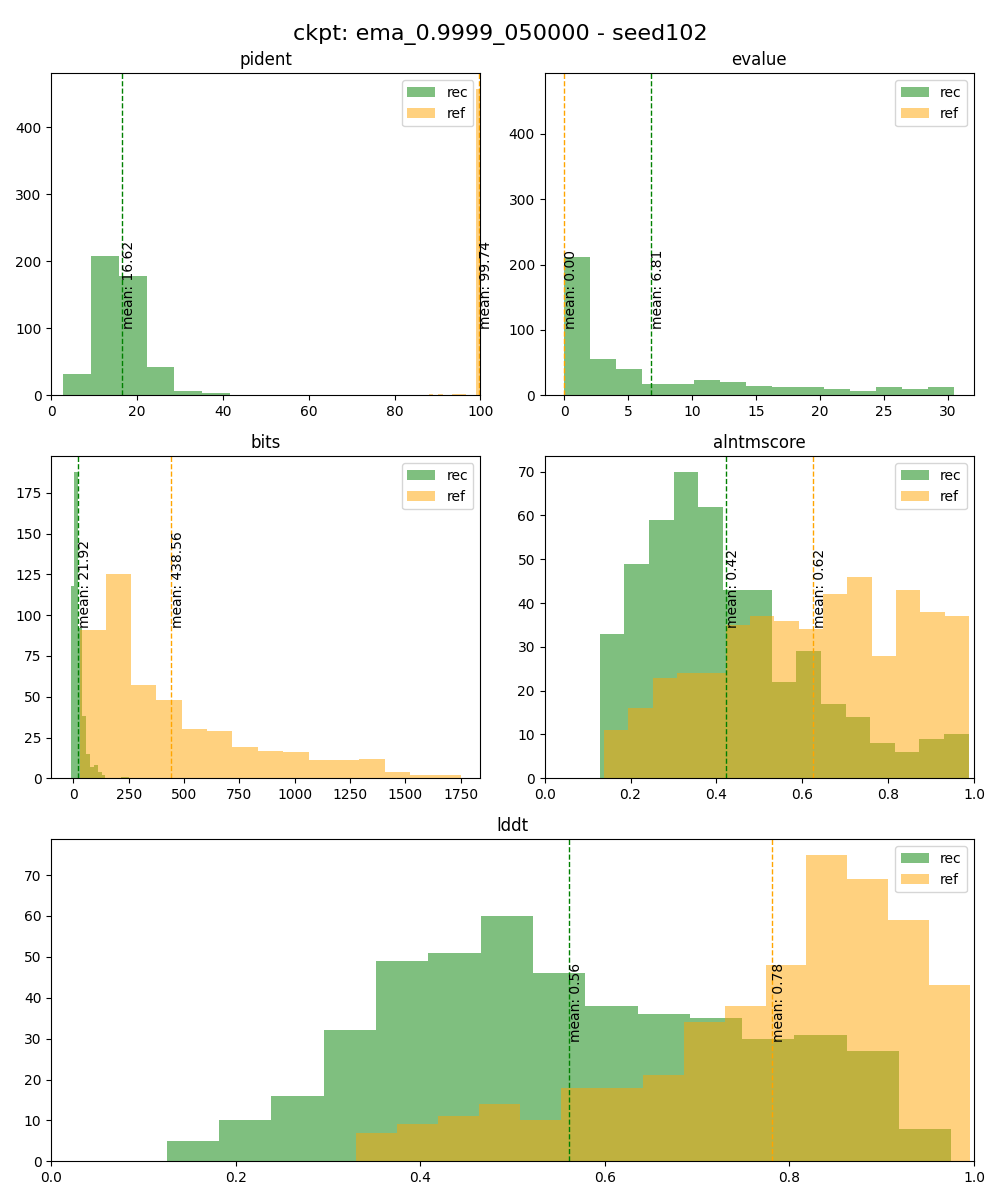 ckpt: ema_0.9999_050000 - seed102
pident
evalue
rec
ref
rec
ref
mean: 16.62
mean: 99.74
mean: 0.00
mean: 6.81
400
300
200
100
0
400
300
200
100
0
0 20 40 60 80 100
0 5 10 15 20 25 30
bits
alntmscore
rec
ref
rec
ref
mean: 21.92
mean: 438.56
mean: 0.42
mean: 0.62
175
150
125
100
75
50
25
0
70
60
50
40
30
20
10
0
0 250 500 750 1000 1250 1500 1750
0.0 0.2 0.4 0.6 0.8 1.0
lddt
rec
ref
mean: 0.56
mean: 0.78
70
60
50
40
30
20
10
0
0.0 0.2 0.4 0.6 0.8 1.0